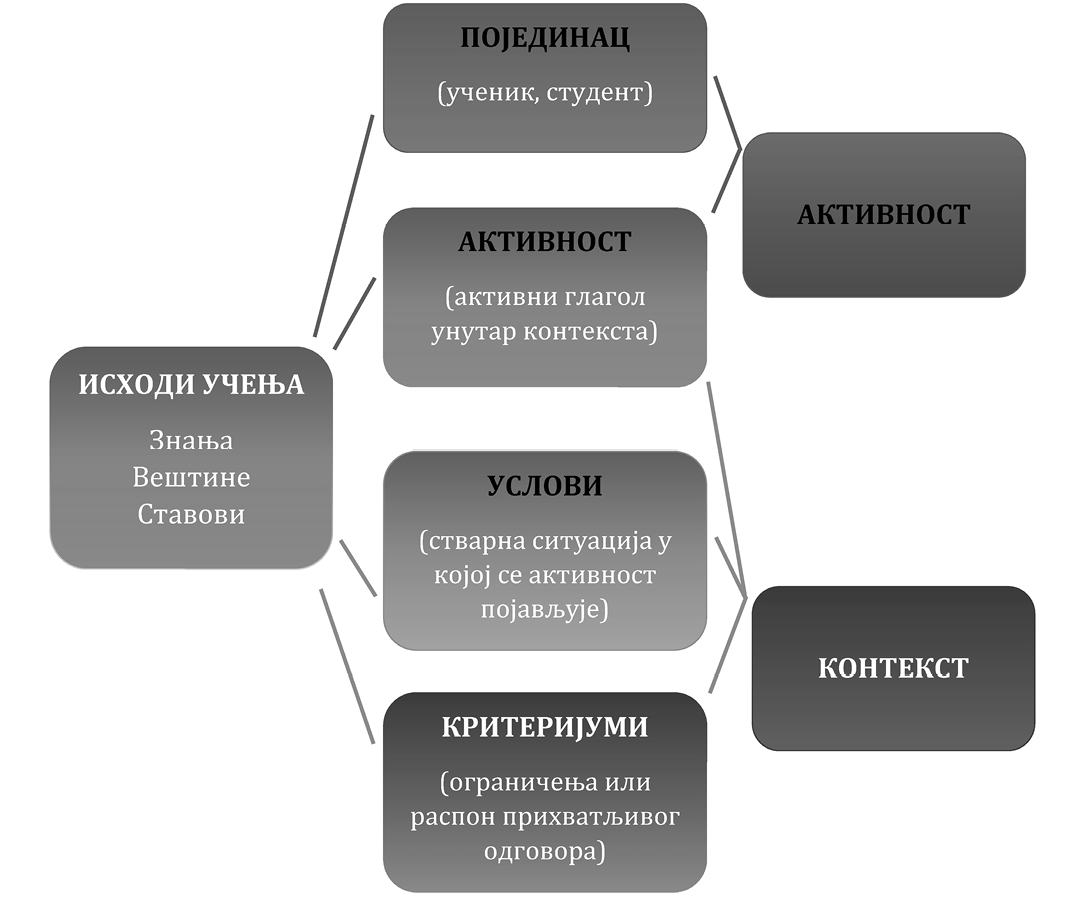 ПОЈЕДИНАЦ
(ученик, студент)
АКТИВНОСТ
АКТИВНОСТ
(активни глагол
унутар контекста)
ИСХОДИ УЧЕЊА
Знања
Вештине
Ставови
УСЛОВИ
(стварна ситуација у
којој се активност
појављује)
КОНТЕКСТ
КРИТЕРИЈУМИ
(ограничења или
распон прихватљивог
одговора)